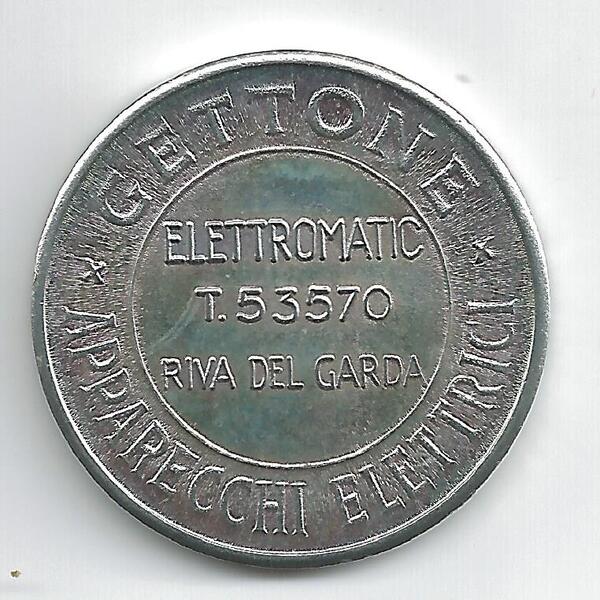 GETTONE
ELETTROMATIC
T. 53570
RIVA DEL GARDA
APPARECCHI ELETTRICI